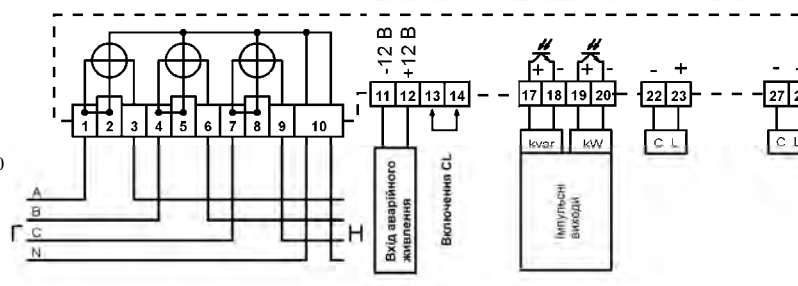 -12 В
+12 В
+ - + -
- +
-
1 2 3 4 5 6 7 8 9 10
11 12 13 14
17 18 19 20
22 23
27
kvar kW
C L
C L
A
B
C
N
Г
Н
Вхід аварійного
живлення
Включення CL
Імпульсні
виходи
)